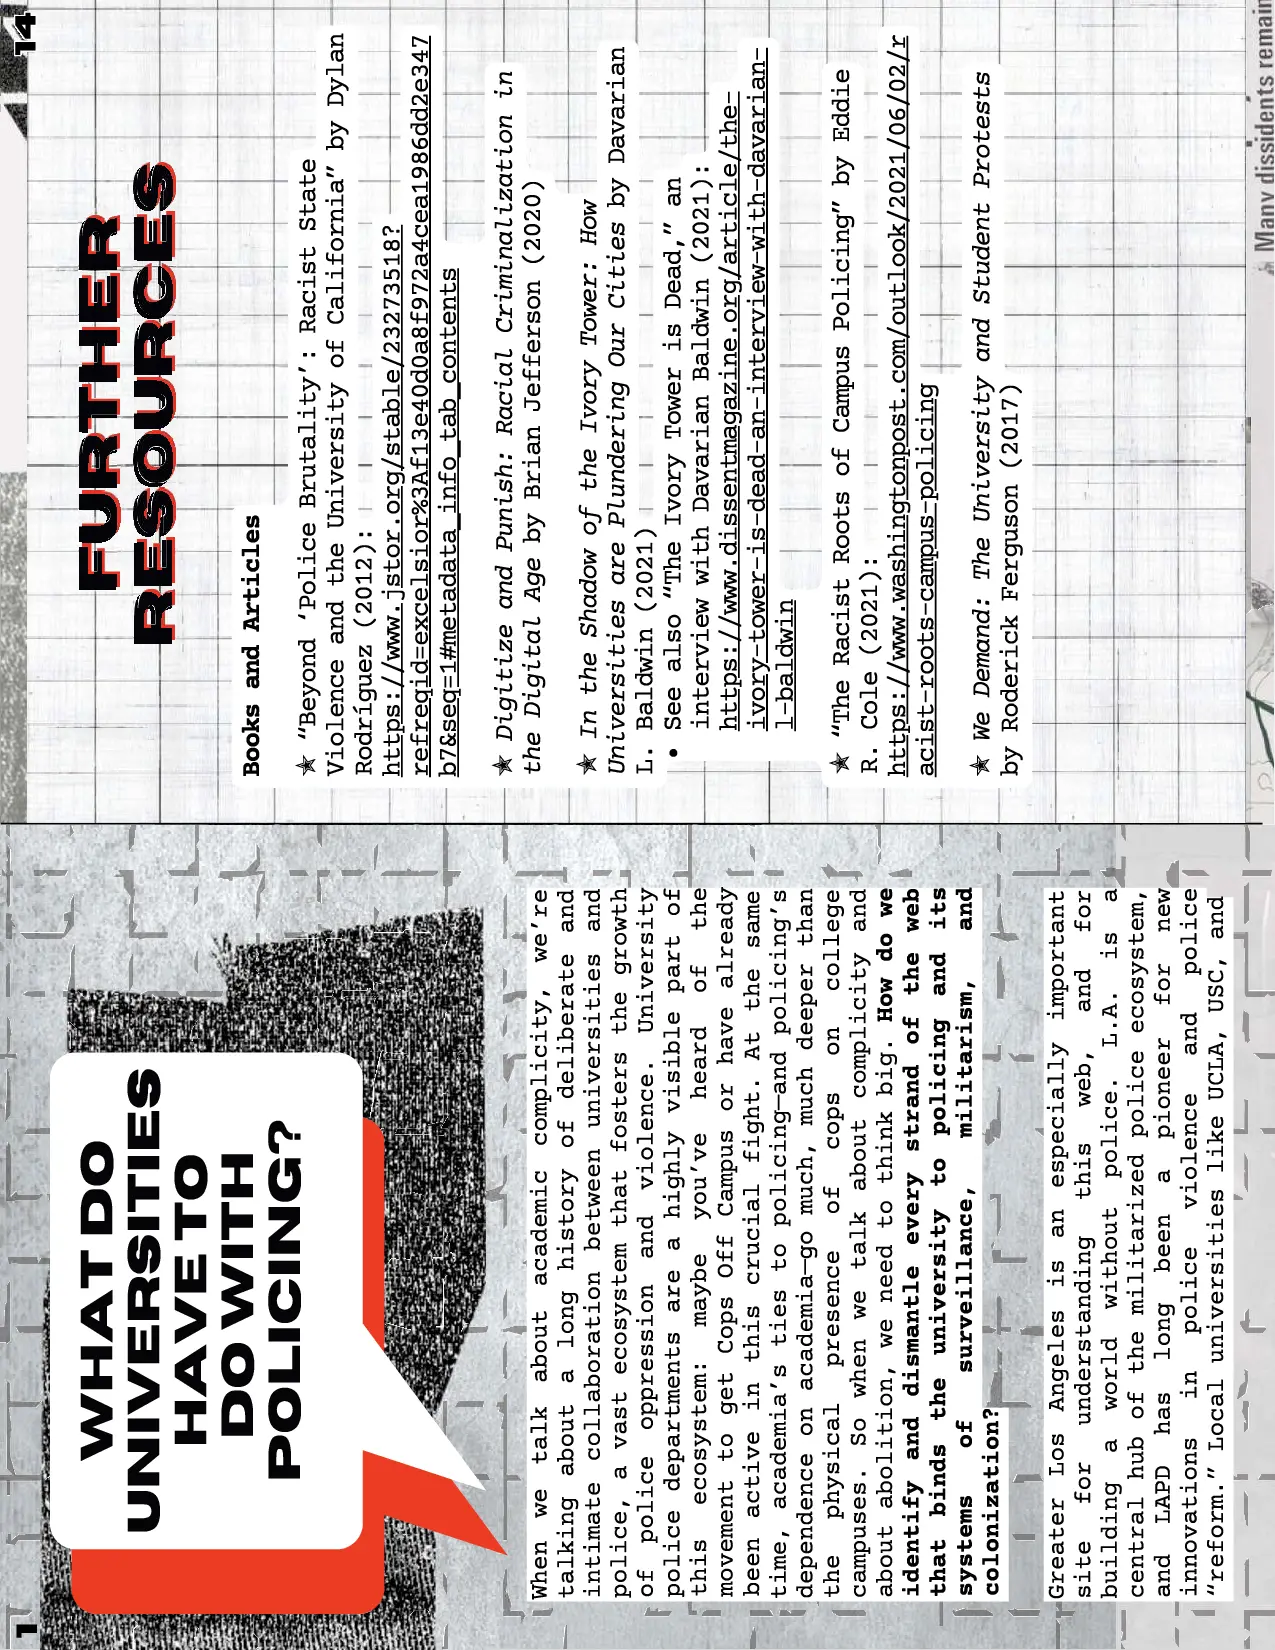 1
WHAT DO
UNIVERSITIES
HAVE TO
DO WITH
POLICING?
When we talk about academic complicity, we’re
talking about a long history of deliberate and
intimate collaboration between universities and
police, a vast ecosystem that fosters the growth
of police oppression and violence. University
police departments are a highly visible part of
this ecosystem: maybe you’ve heard of the
movement to get Cops Off Campus or have already
been active in this crucial fight. At the same
time, academia’s ties to policing—and policing’s
dependence on academia—go much, much deeper than
the physical presence of cops on college
campuses. So when we talk about complicity and
about abolition, we need to think big. How do we
identify and dismantle every strand of the web
that binds the university to policing and its
systems of surveillance, militarism, and
colonization?
Greater Los Angeles is an especially important
site for understanding this web, and for
building a world without police. L.A. is a
central hub of the militarized police ecosystem,
and LAPD has long been a pioneer for new
innovations in police violence and police
“reform.” Local universities like UCLA, USC, and
14
FURTHER
RESOURCES
Books and Articles
★ “Beyond ‘Police Brutality’: Racist State
Violence and the University of California” by Dylan
Rodríguez (2012):
https://www.jstor.org/stable/23273518?
refreqid=excelsior%3Af13e40d0a8f972a4cea1986dd2e347
b7&seq=1#metadata_info_tab_contents
★ Digitize and Punish: Racial Criminalization in
the Digital Age by Brian Jefferson (2020)
★ In the Shadow of the Ivory Tower: How
Universities are Plundering Our Cities by Davarian
L. Baldwin (2021)
• See also “The Ivory Tower is Dead,” an
interview with Davarian Baldwin (2021):
https://www.dissentmagazine.org/article/the-
ivory-tower-is-dead-an-interview-with-davarian-
l-baldwin
★ “The Racist Roots of Campus Policing” by Eddie
R. Cole (2021):
https://www.washingtonpost.com/outlook/2021/06/02/r
acist-roots-campus-policing
★ We Demand: The University and Student Protests
by Roderick Ferguson (2017)
Many dissidents remain